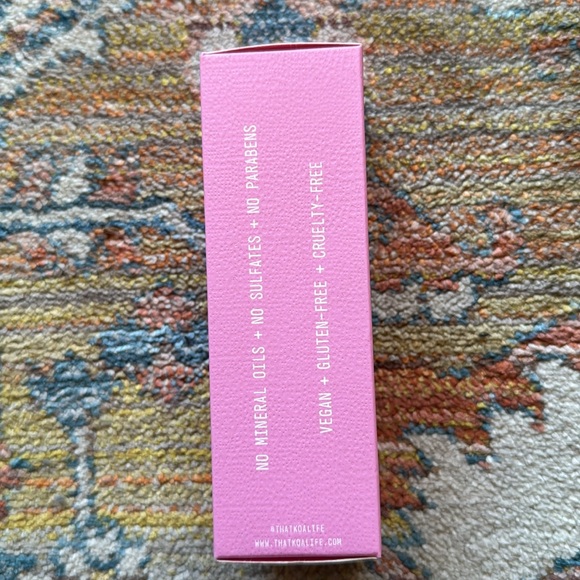 NO MINERAL OILS + NO SULFATES + NO PARABENS
VEGAN + GLUTEN-FREE + CRUELTY-FREE
@THATKOALIFE
WWW.THATKOALIFE.COM